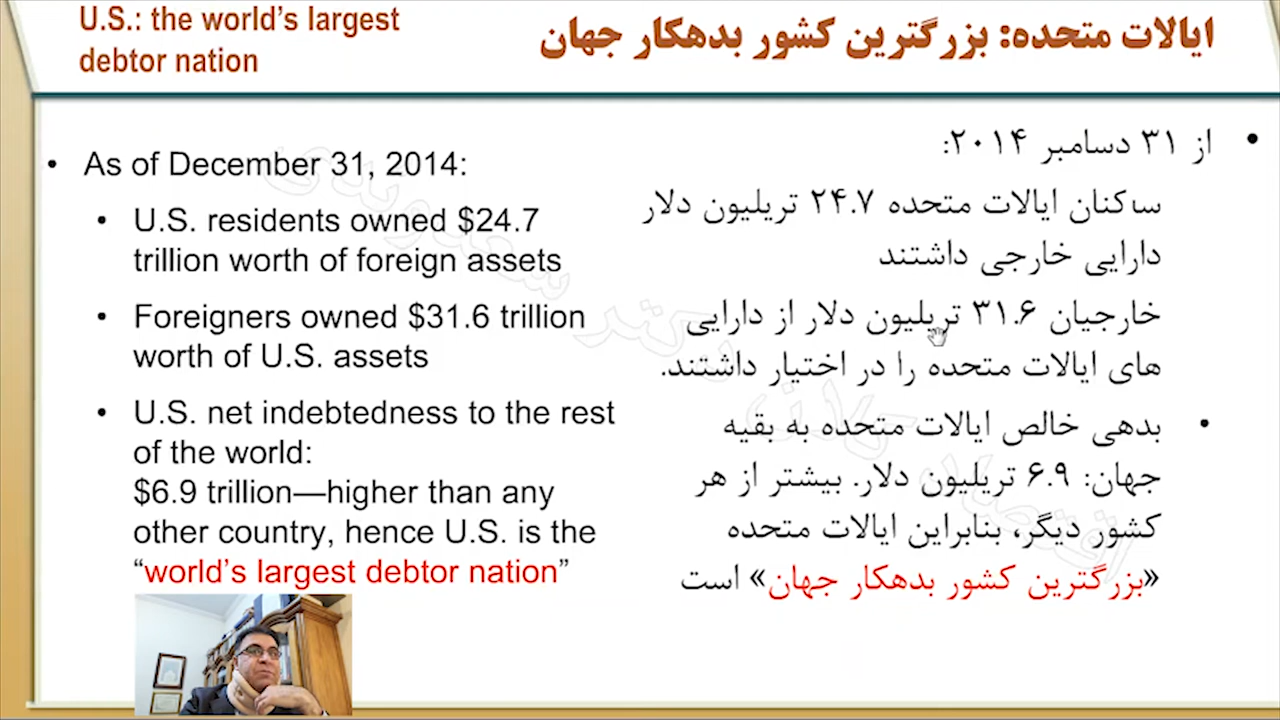 U.S.: the world's largest
debtor nation
ایالات متحده: بزرگترین کشور بدهکار جهان
• As of December 31, 2014:
• U.S. residents owned $24.7
trillion worth of foreign assets
• Foreigners owned $31.6 trillion
worth of U.S. assets
• U.S. net indebtedness to the rest
of the world:
$6.9 trillion—higher than any
other country, hence U.S. is the
“world's largest debtor nation”
• از ۳۱ دسامبر ۲۰۱۴:
ساکنان ایالات متحده ۲۴.۷ تریلیون دلار
دارایی خارجی داشتند
خارجیان ۳۱.۶ تریلیون دلار از دارایی
های ایالات متحده را در اختیار داشتند.
• بدهی خالص ایالات متحده به بقیه
جهان: ۶.۹ تریلیون دلار. بیشتر از هر
کشور دیگر، بنابراین ایالات متحده
«بزرگترین کشور بدهکار جهان» است
اقتصاد کلان دکتر سعدوندی